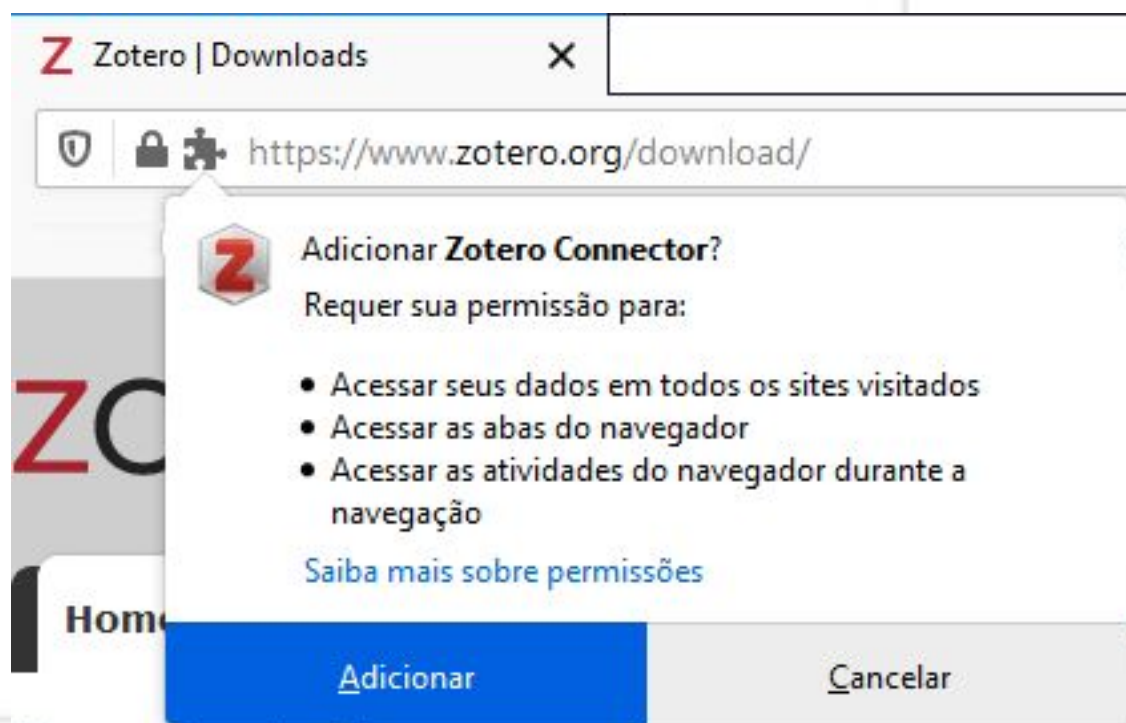 Zotero | Downloads
https://www.zotero.org/download/
Z
Adicionar Zotero Connector?
Requer sua permissão para:
• Acessar seus dados em todos os sites visitados
• Acessar as abas do navegador
• Acessar as atividades do navegador durante a
navegação
Saiba mais sobre permissões
ZO
Home
Adicionar
Cancelar